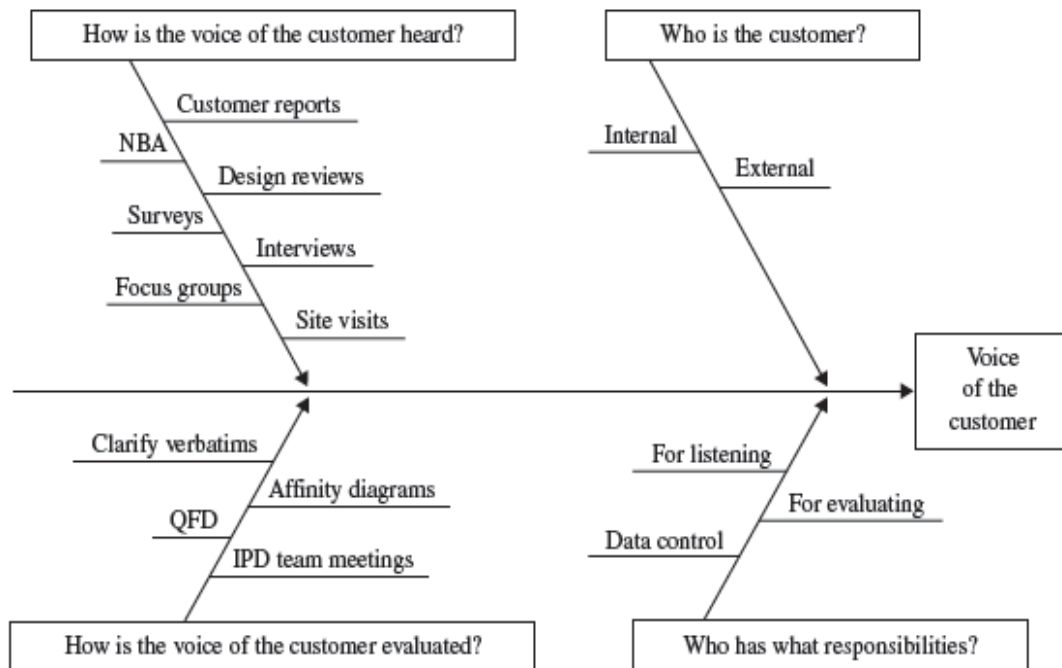 How is the voice of the customer heard?
Who is the customer?
Customer reports
NBA
Design reviews
Surveys
Interviews
Focus groups
Site visits
Internal
External
Voice
of the
customer
Clarify verbatims
Affinity diagrams
QFD
IPD team meetings
For listening
For evaluating
Data control
How is the voice of the customer evaluated?
Who has what responsibilities?